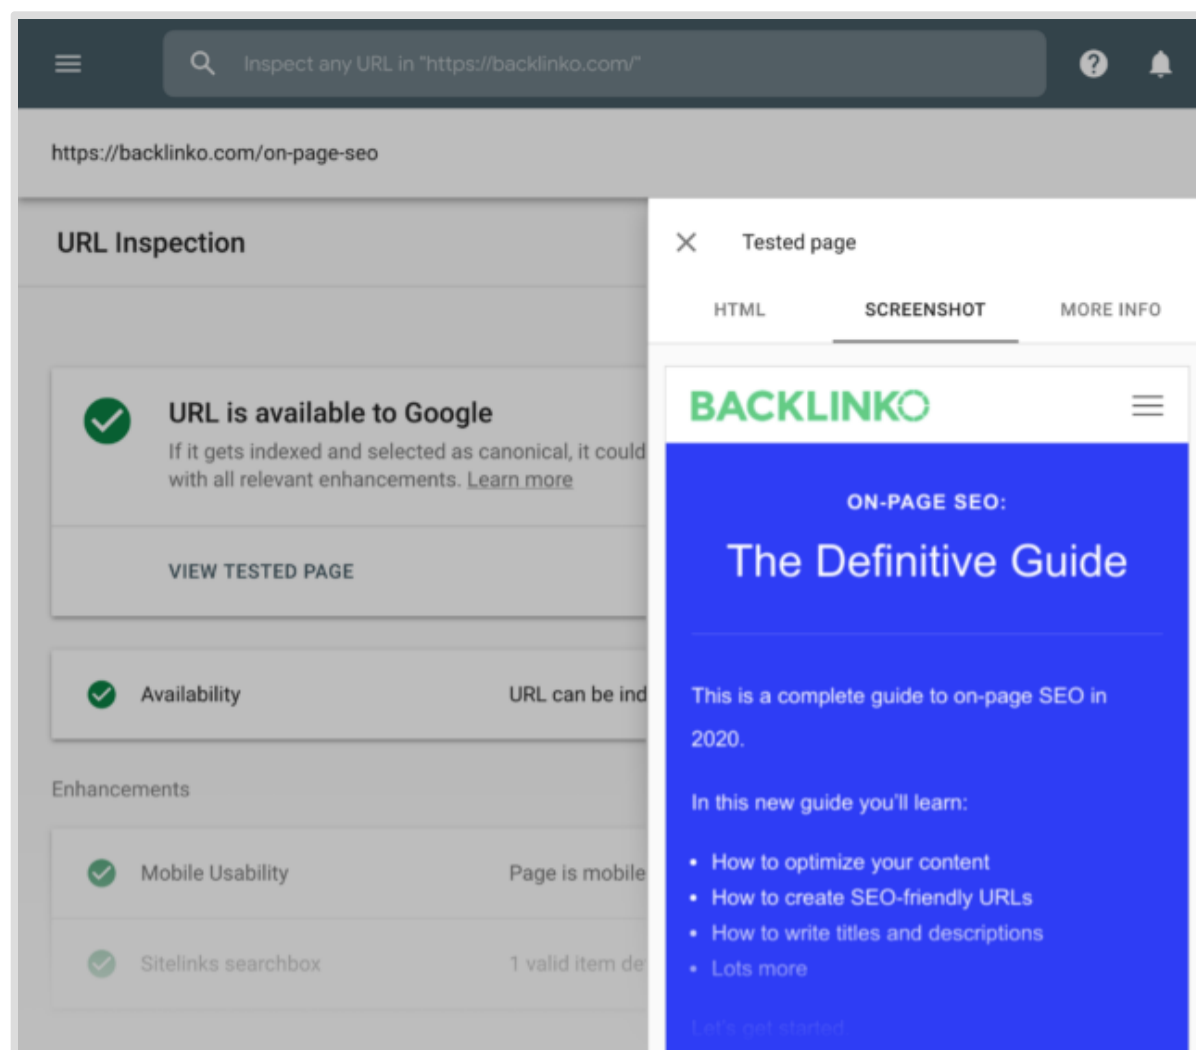 Inspect any URL in "https://backlinko.com/"
https://backlinko.com/on-page-seo
URL Inspection
URL is available to Google
If it gets indexed and selected as canonical, it could
with all relevant enhancements. Learn more
VIEW TESTED PAGE
Availability
URL can be ind
Enhancements
Mobile Usability
Page is mobile
Sitelinks searchbox
1 valid item de
Tested page
HTML
SCREENSHOT
MORE INFO
BACKLINKO
ON-PAGE SEO:
The Definitive Guide
This is a complete guide to on-page SEO in
2020.
In this new guide you'll learn:
• How to optimize your content
• How to create SEO-friendly URLs
• How to write titles and descriptions
• Lots more
Let's get started